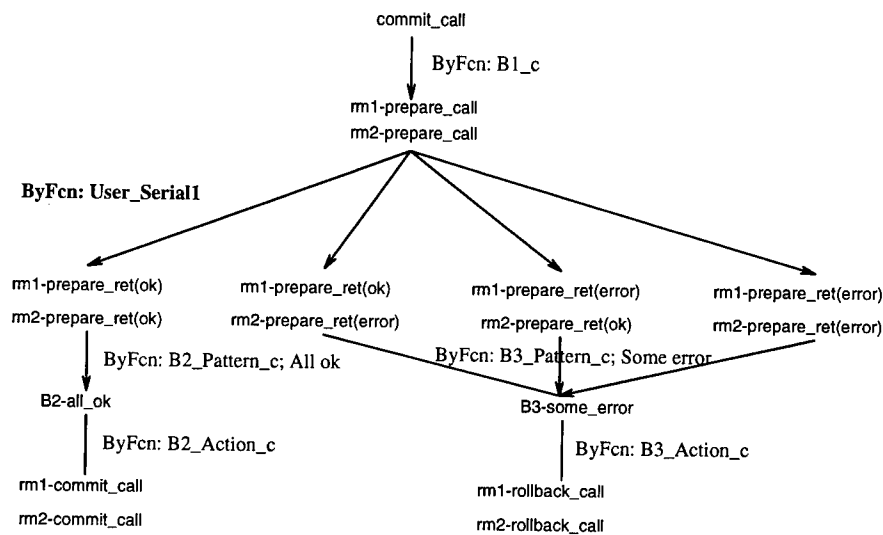 commit_call
ByFcn: B1_c
rm1-prepare_call
rm2-prepare_call
ByFcn: User_Serial1
rm1-prepare_ret(ok)
rm2-prepare_ret(ok)
rm1-prepare_ret(ok)
rm2-prepare_ret(error)
rm1-prepare_ret(error)
rm2-prepare_ret(ok)
rm1-prepare_ret(error)
rm2-prepare_ret(error)
ByFcn: B2_Pattern_c; All ok
ByFcn: B3_Pattern_c; Some error
B2-all_ok
B3-some_error
ByFcn: B2_Action_c
ByFcn: B3_Action_c
rm1-commit_call
rm2-commit_call
rm1-rollback_call
rm2-rollback_call